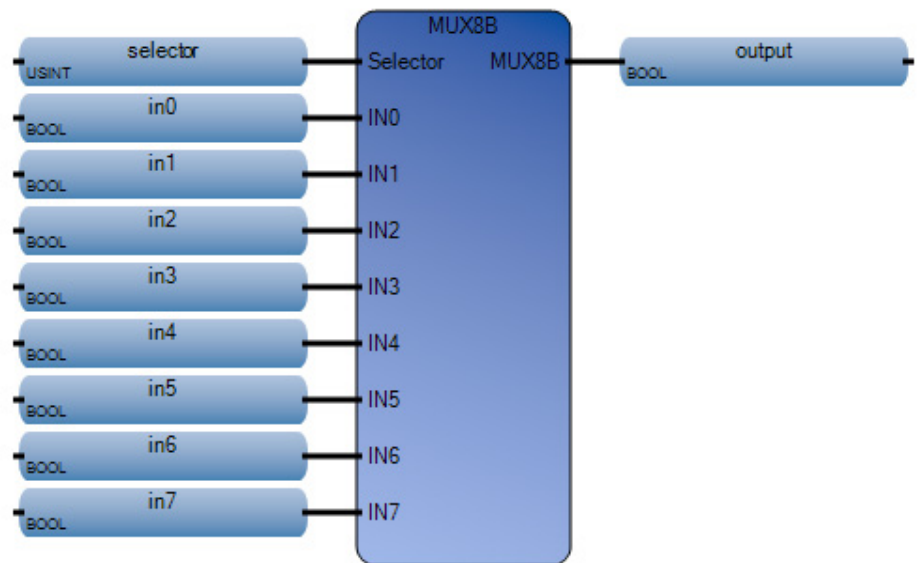 MUX8B
selector
USINT
Selector
MUX8B
output
BOOL
in0
BOOL
IN0
in1
BOOL
IN1
in2
BOOL
IN2
in3
BOOL
IN3
in4
BOOL
IN4
in5
BOOL
IN5
in6
BOOL
IN6
in7
BOOL
IN7